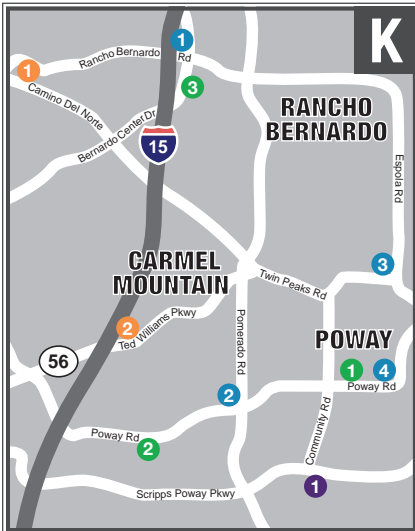 K
1
Rancho Bernardo
Rd
1
Camino Del Norte
3
Bernardo Center Dr
RANCHO
BERNARDO
15
Espola Rd
CARMEL
MOUNTAIN
Twin Peaks Rd
3
2
Ted Williams Pkwy
Pomerado Rd
POWAY
56
1
4
Poway Rd
2
Community Rd
Poway Rd
2
1
Scripps Poway Pkwy